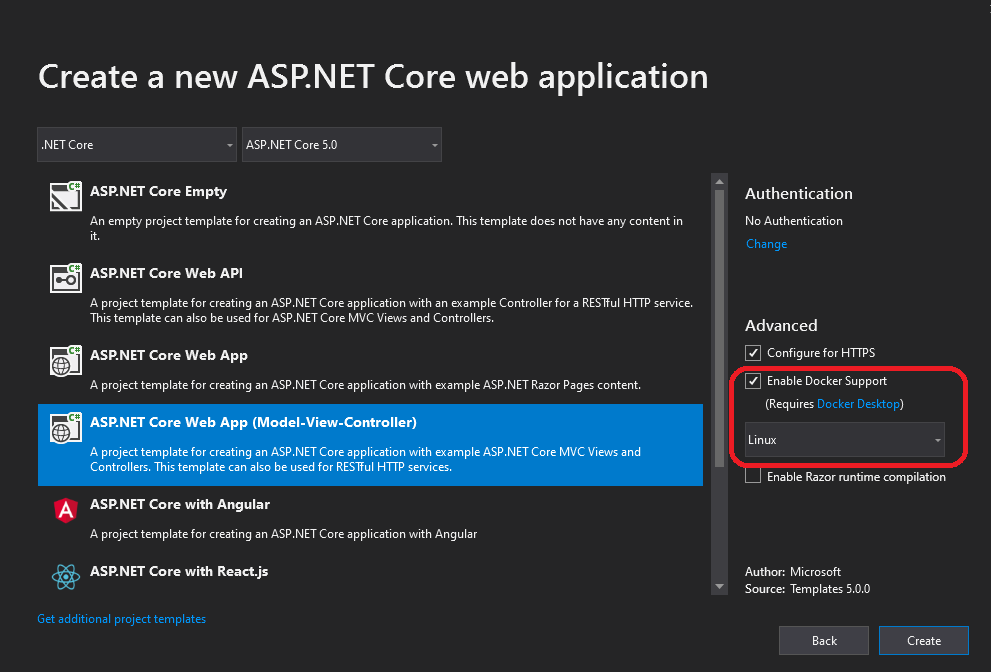 Create a new ASP.NET Core web application
.NET Core
ASP.NET Core 5.0
C#
ASP.NET Core Empty
An empty project template for creating an ASP.NET Core application. This template does not have any content in
it.
C#
ASP.NET Core Web API
A project template for creating an ASP.NET Core application with an example Controller for a RESTful HTTP service.
This template can also be used for ASP.NET Core MVC Views and Controllers.
C#
ASP.NET Core Web App
A project template for creating an ASP.NET Core application with example ASP.NET Razor Pages content.
C#
ASP.NET Core Web App (Model-View-Controller)
A project template for creating an ASP.NET Core application with example ASP.NET Core MVC Views and
Controllers. This template can also be used for RESTful HTTP services.
A
ASP.NET Core with Angular
A project template for creating an ASP.NET Core application with Angular
ASP.NET Core with React.js
Get additional project templates
Authentication
No Authentication
Change
Advanced
Configure for HTTPS
Enable Docker Support
(Requires Docker Desktop)
Linux
Enable Razor runtime compilation
Author: Microsoft
Source: Templates 5.0.0
Back
Create